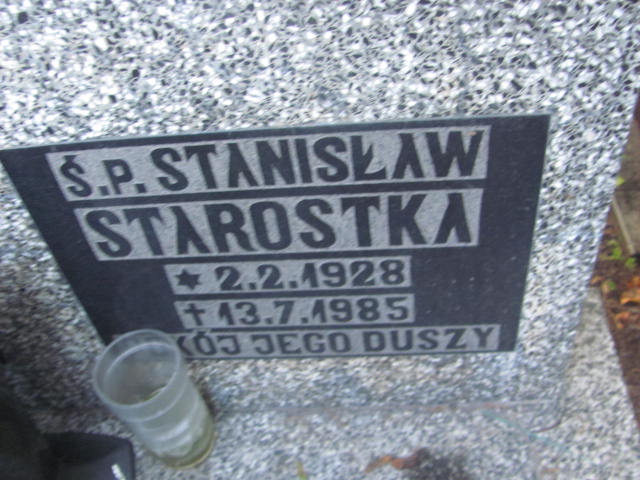 Ś.P. STANISŁAW
STAROSTKA
* 2.2.1928
† 13.7.1985
JEGO DUSZY